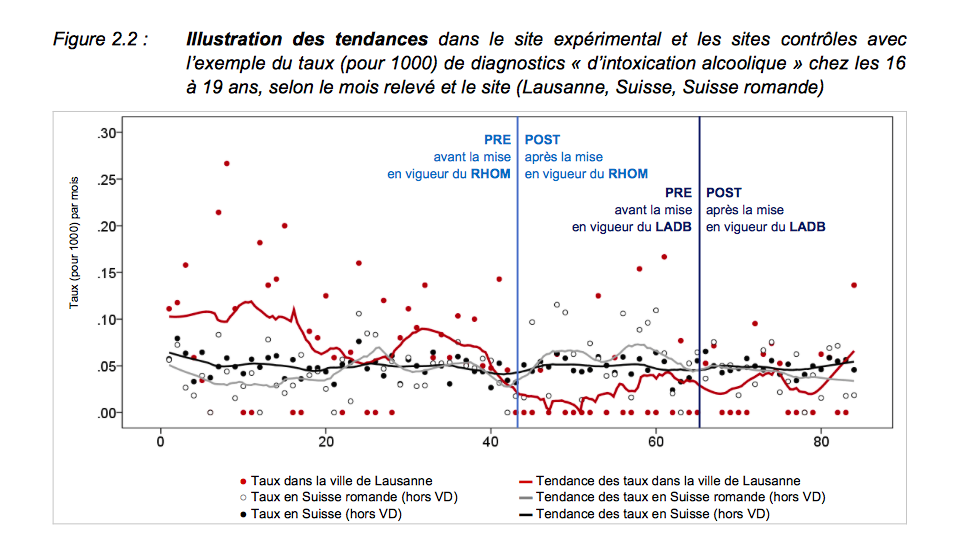 Figure 2.2 : Illustration des tendances dans le site expérimental et les sites contrôles avec
l'exemple du taux (pour 1000) de diagnostics « d'intoxication alcoolique » chez les 16
à 19 ans, selon le mois relevé et le site (Lausanne, Suisse, Suisse romande)
Taux (pour 1000) par mois
.30
.25
.20
.15
.10
.05
.00
PRE
avant la mise
en vigueur du RHOM
POST
après la mise
en vigueur du RHOM
PRE
avant la mise
en vigueur du LADB
POST
après la mise
en vigueur du LADB
0 20 40 60 80
Taux dans la ville de Lausanne
Taux en Suisse romande (hors VD)
Taux en Suisse (hors VD)
Tendance des taux dans la ville de Lausanne
Tendance des taux en Suisse romande (hors VD)
Tendance des taux en Suisse (hors VD)